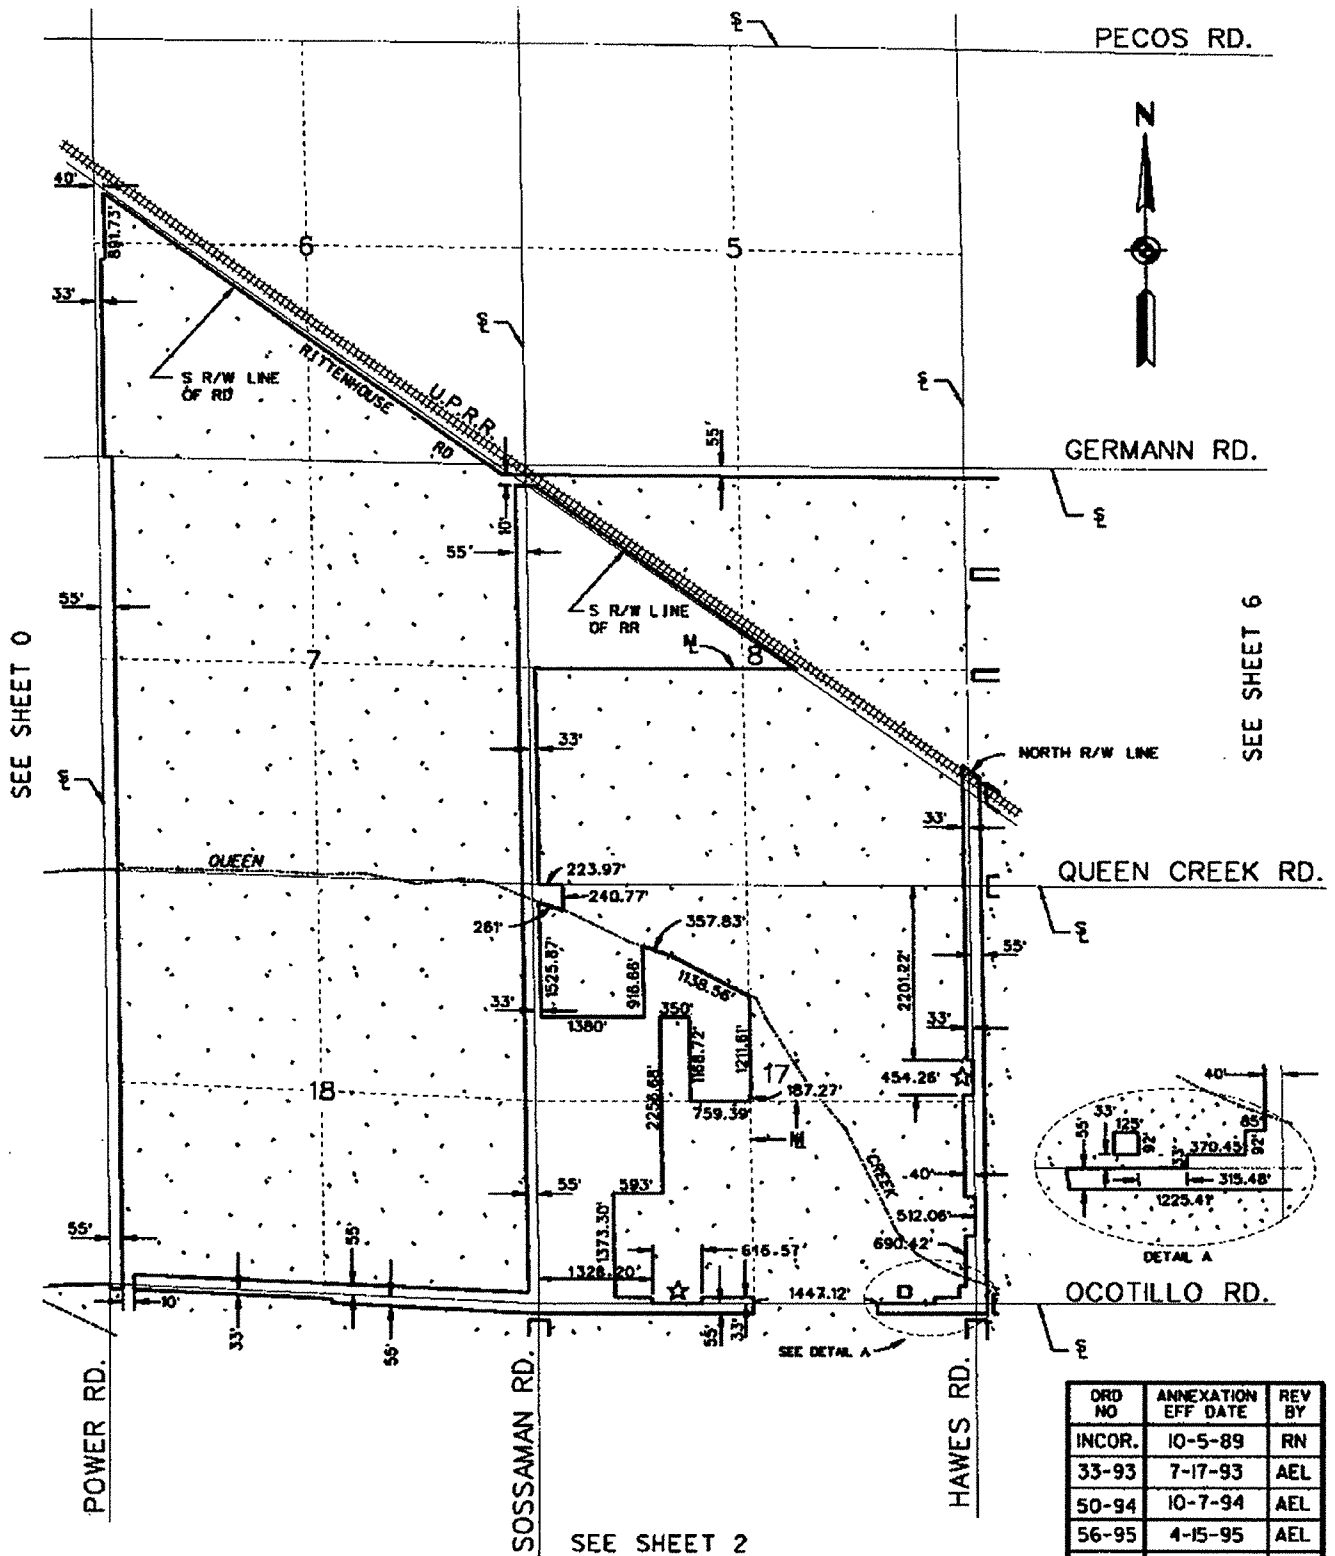 PECOS RD.
N
40'
891.73'
6
5
33'
S R/W LINE
OF RD
RITTENHOUSE
RD
U.P.R.R.
55'
GERMANN RD.
10'
55'
S R/W LINE
OF RR
55'
7
8
SEE SHEET 0
SEE SHEET 6
33'
NORTH R/W LINE
33'
QUEEN
223.97'
QUEEN CREEK RD.
240.77'
261'
357.83'
55'
1525.87'
916.66'
1138.56'
2201.22'
33'
1380'
350'
33'
1168.72'
1211.61'
17
454.26'
18
2256.68'
759.39'
187.27'
40'
33'
125'
92'
85'
55'
33'
370.45'
92'
315.48'
1225.41'
DETAIL A
CREEK
40'
55'
593'
512.06'
55'
55'
1373.30'
616.57'
690.42'
1326.20'
1447.12'
OCOTILLO RD.
10'
33'
55'
55'
33'
SEE DETAIL A
POWER RD.
SOSSAMAN RD.
HAWES RD.
SEE SHEET 2
ORD NO
ANNEXATION EFF DATE
REV BY
INCOR. 10-5-89 RN
33-93 7-17-93 AEL
50-94 10-7-94 AEL
56-95 4-15-95 AEL